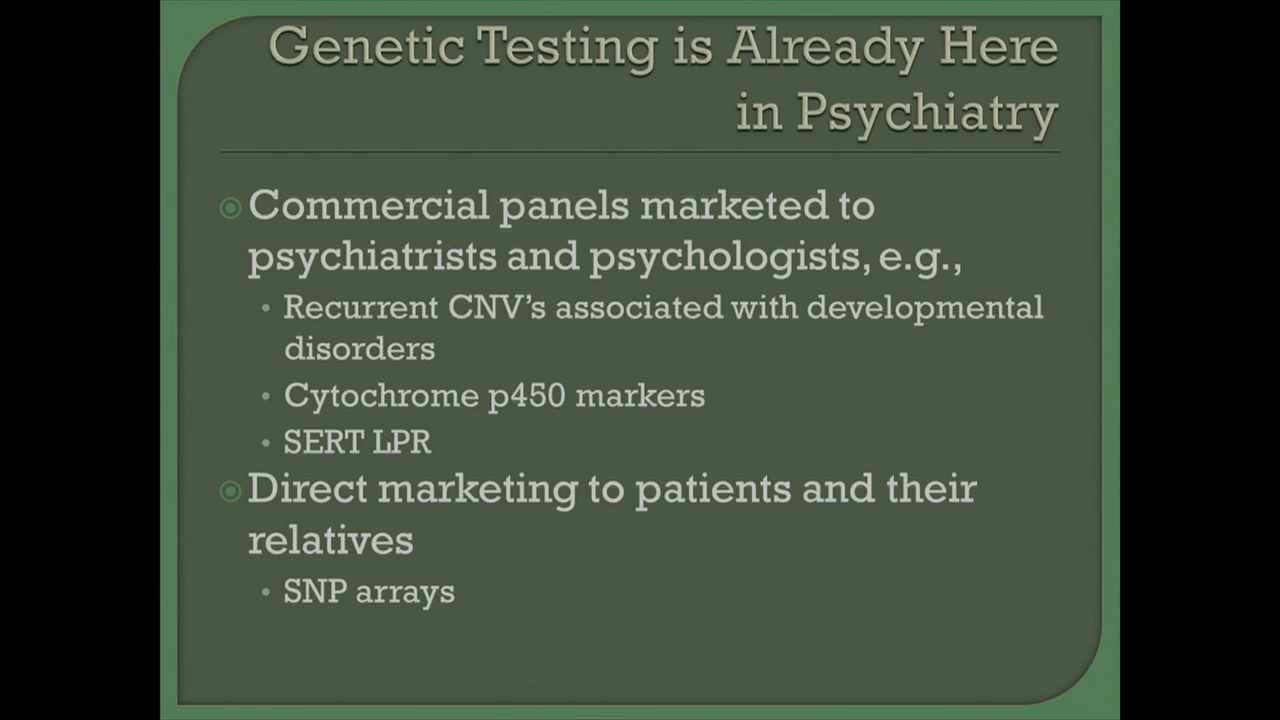 Genetic Testing is Already Here
in Psychiatry
Commercial panels marketed to
psychiatrists and psychologists, e.g.,
Recurrent CNV’s associated with developmental
disorders
Cytochrome p450 markers
SERT LPR
Direct marketing to patients and their
relatives
SNP arrays